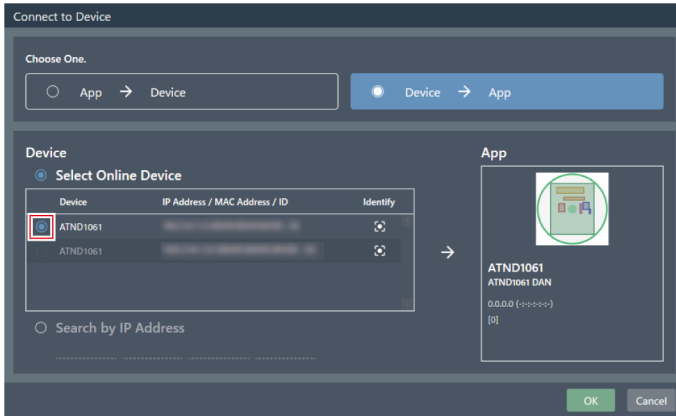 Connect to Device
Choose One.
App → Device
Device → App
Device
Select Online Device
Device IP Address / MAC Address / ID Identify
ATND1061
ATND1061
Search by IP Address
→
App
ATND1061
ATND1061 DAN
0.0.0.0 (-:-:-:-:-:-)
[0]
OK Cancel